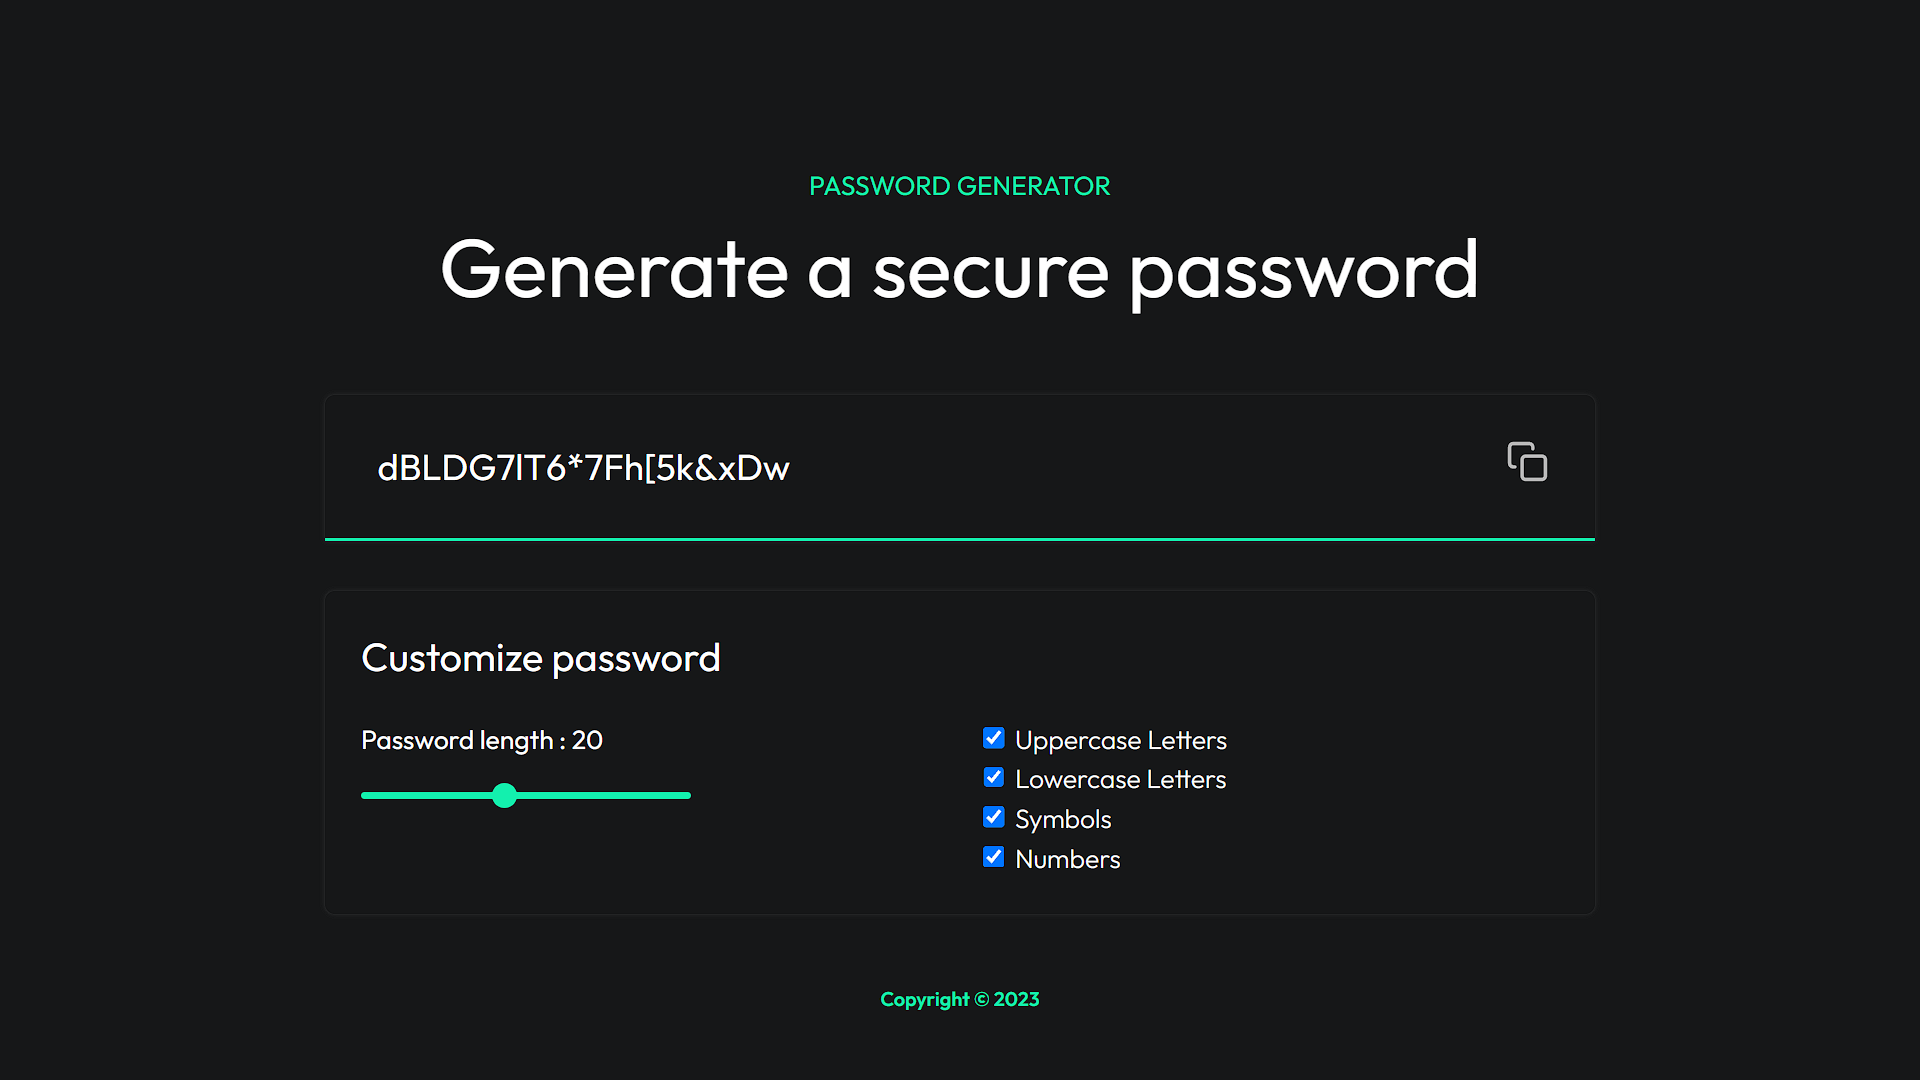 PASSWORD GENERATOR
Generate a secure password
dBLDG7lT6*7Fh[5k&xDw
Customize password
Password length : 20
Uppercase Letters
Lowercase Letters
Symbols
Numbers
Copyright © 2023